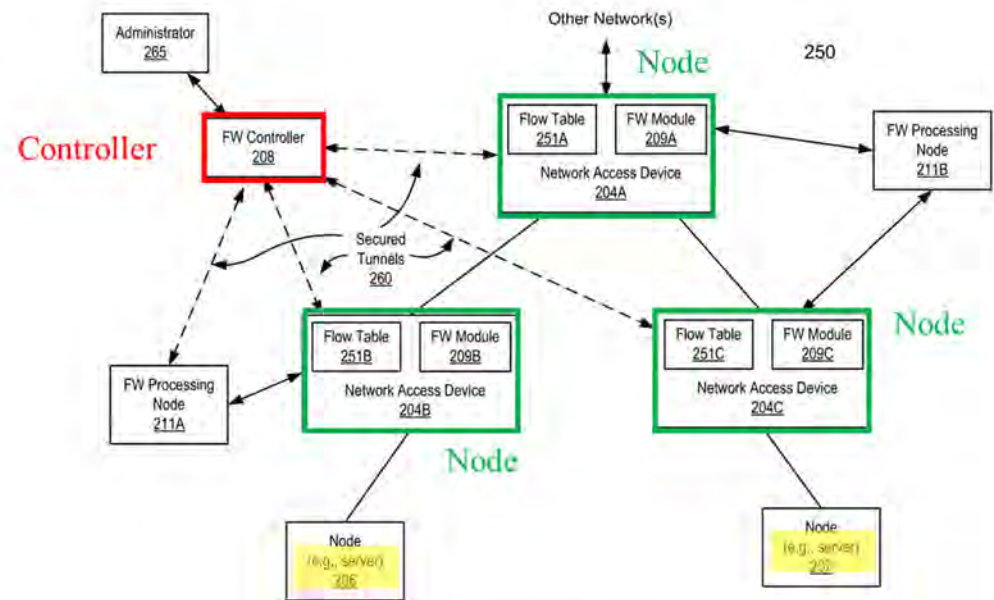 Other Network(s)
Administrator
265
Node
250
Controller
FW Controller
208
Flow Table
251A
FW Module
209A
Network Access Device
204A
FW Processing
Node
211B
Secured
Tunnels
260
Node
Flow Table
251B
FW Module
209B
Network Access Device
204B
Flow Table
251C
FW Module
209C
Network Access Device
204C
FW Processing
Node
211A
Node
Node
(e.g., server)
206
Node
(e.g., server)
207